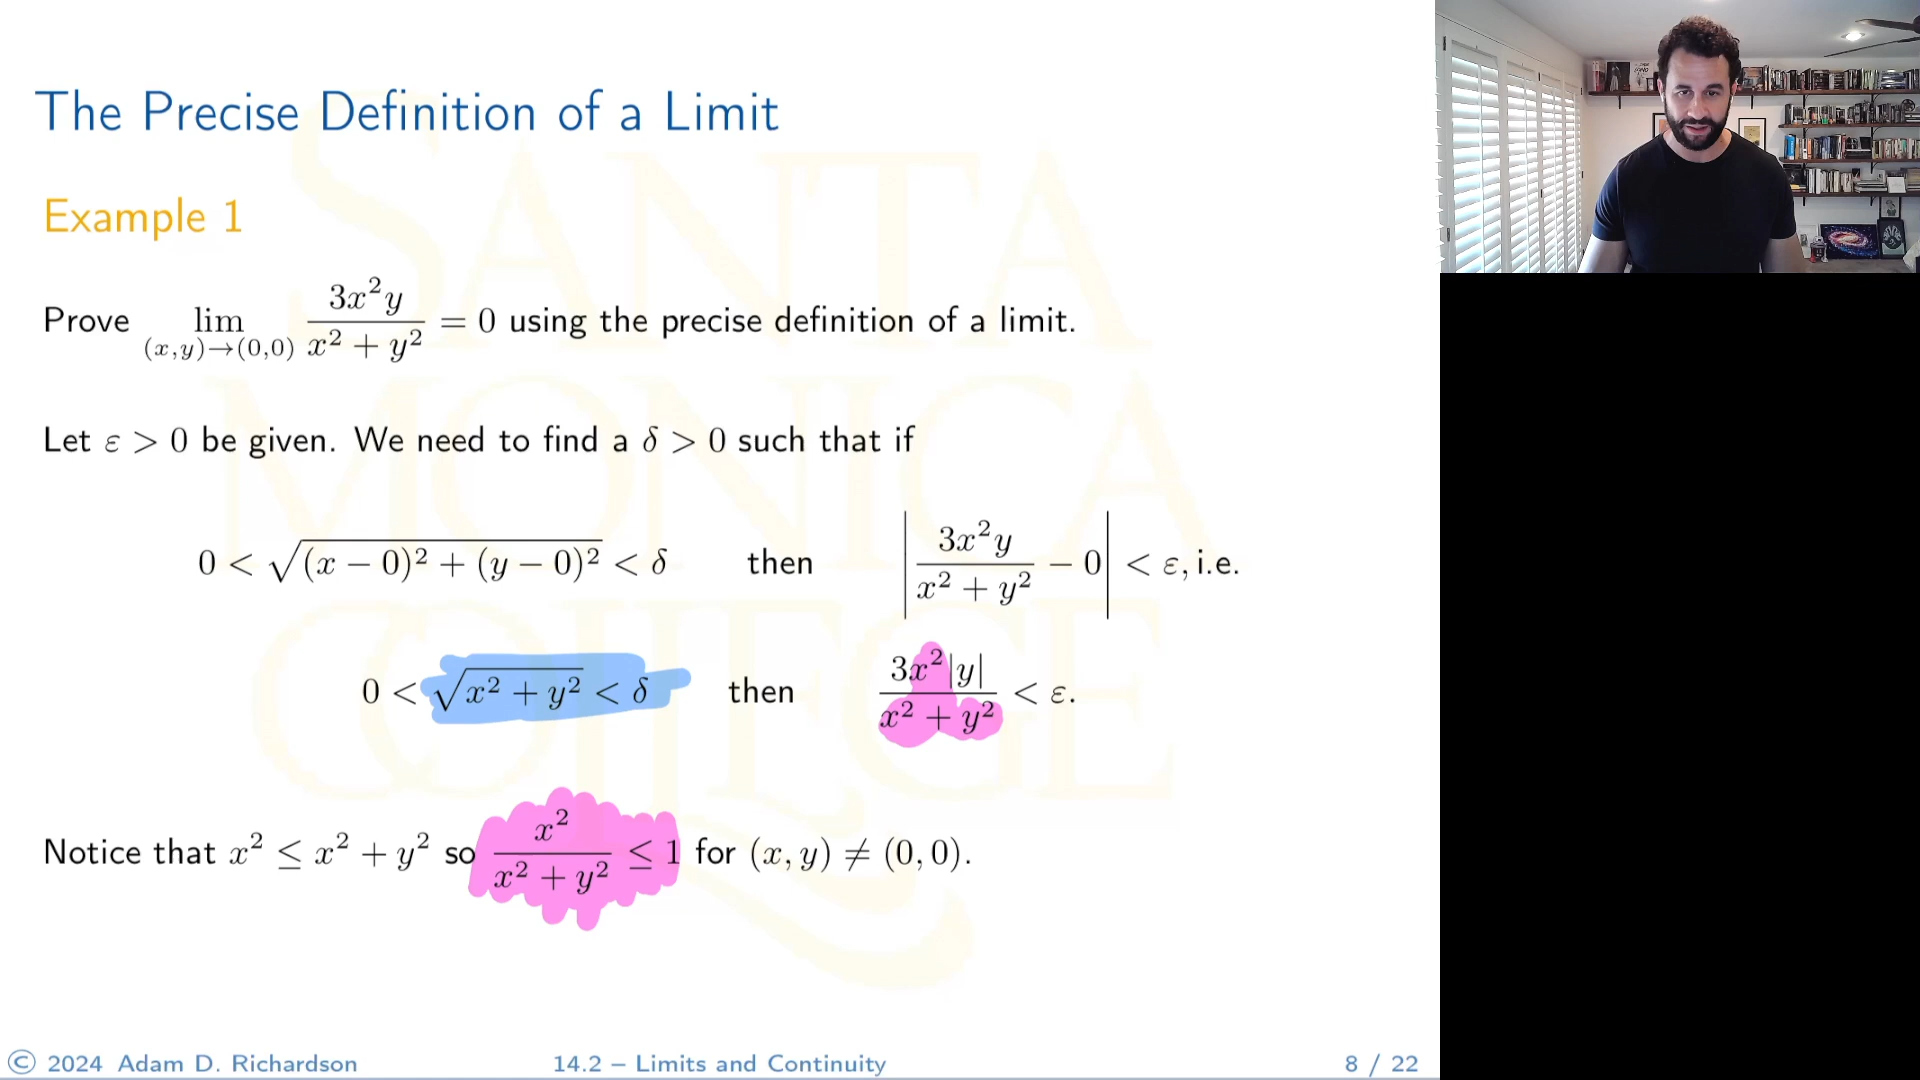 The Precise Definition of a Limit
Example 1
Prove lim_{(x,y)→(0,0)} 3x²y / (x² + y²) = 0 using the precise definition of a limit.
Let ε > 0 be given. We need to find a δ > 0 such that if
0 < √((x − 0)² + (y − 0)²) < δ then |3x²y / (x² + y²) − 0| < ε, i.e.
0 < √(x² + y²) < δ then 3x²|y| / (x² + y²) < ε.
Notice that x² ≤ x² + y² so x² / (x² + y²) ≤ 1 for (x, y) ≠ (0, 0).
© 2024 Adam D. Richardson 14.2 – Limits and Continuity 8 / 22
SANTA
MONICA
COLLEGE